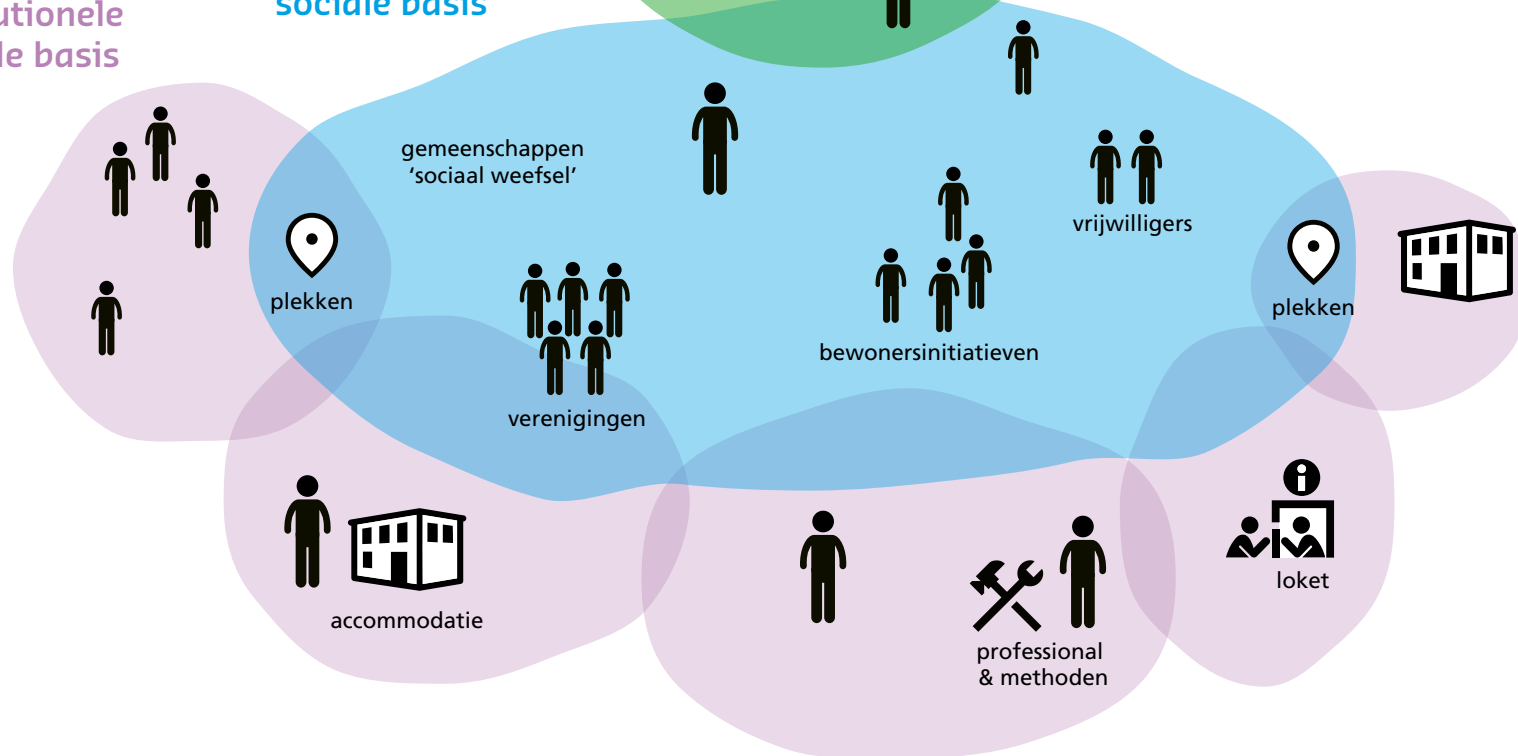 utionele
le basis
sociale basis
gemeenschappen
‘sociaal weefsel’
vrijwilligers
plekken
plekken
bewonersinitiatieven
verenigingen
loket
accommodatie
professional
& methoden